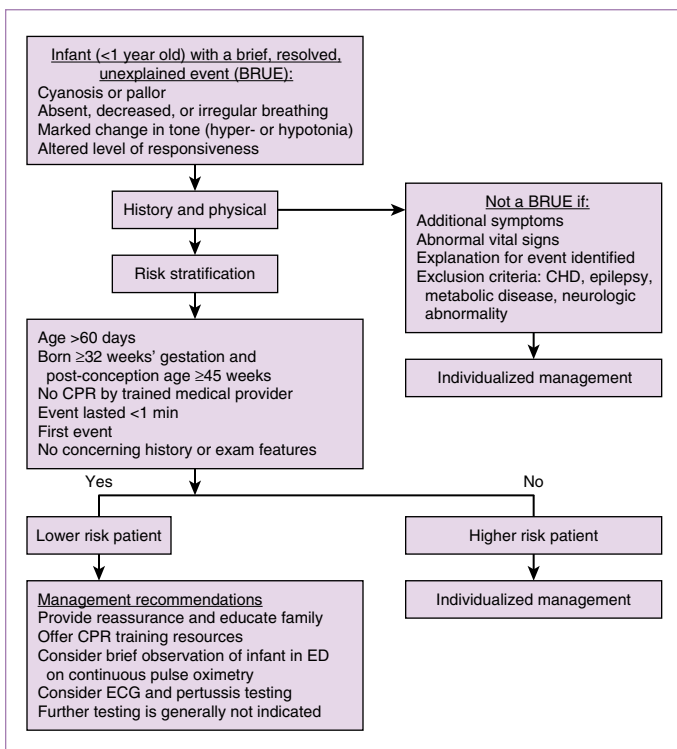 Infant (<1 year old) with a brief, resolved,
unexplained event (BRUE):
Cyanosis or pallor
Absent, decreased, or irregular breathing
Marked change in tone (hyper- or hypotonia)
Altered level of responsiveness
History and physical
Not a BRUE if:
Additional symptoms
Abnormal vital signs
Explanation for event identified
Exclusion criteria: CHD, epilepsy,
metabolic disease, neurologic
abnormality
Individualized management
Risk stratification
Age >60 days
Born ≥32 weeks’ gestation and
post-conception age ≥45 weeks
No CPR by trained medical provider
Event lasted <1 min
First event
No concerning history or exam features
Yes
No
Lower risk patient
Higher risk patient
Management recommendations
Provide reassurance and educate family
Offer CPR training resources
Consider brief observation of infant in ED
on continuous pulse oximetry
Consider ECG and pertussis testing
Further testing is generally not indicated
Individualized management